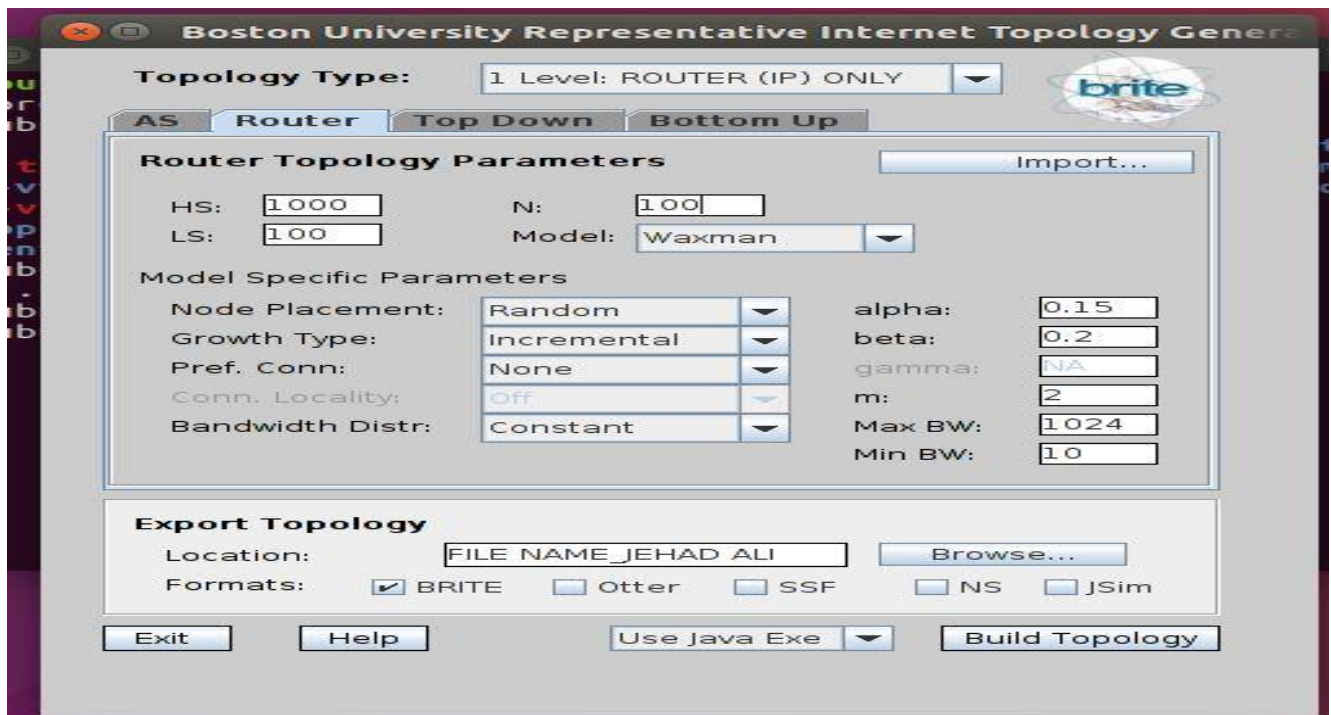 Boston University Representative Internet Topology Genera
Topology Type: 1 Level: ROUTER (IP) ONLY
brite
AS Router Top Down Bottom Up
Router Topology Parameters Import...
HS: 1000 N: 100
LS: 100 Model: Waxman
Model Specific Parameters
Node Placement: Random alpha: 0.15
Growth Type: Incremental beta: 0.2
Pref. Conn: None gamma: NA
Conn. Locality: Off m: 2
Bandwidth Distr: Constant Max BW: 1024
Min BW: 10
Export Topology
Location: FILE NAME_JEHAD ALI Browse...
Formats: BRITE Otter SSF NS JSim
Exit Help Use Java Exe Build Topology